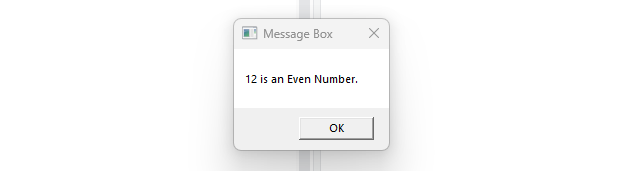 Message Box
12 is an Even Number.
OK